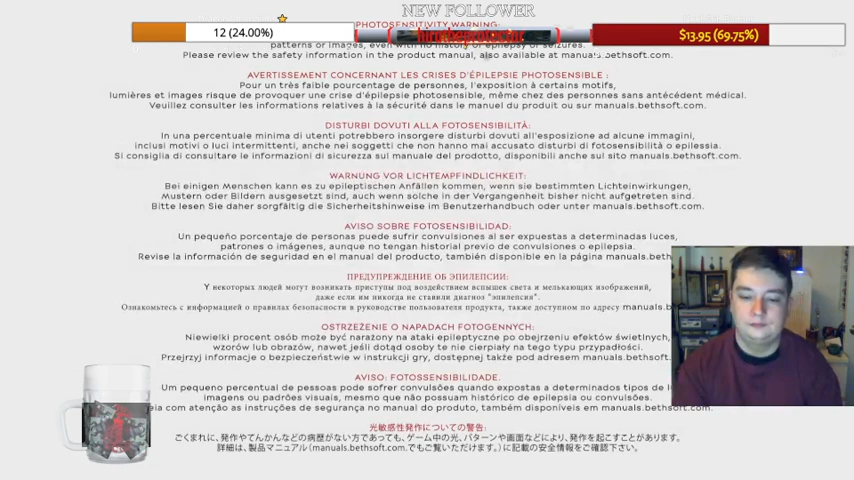 NEW FOLLOWER
PHOTOSENSITIVITY WARNING:
12 (24.00%)
$13.95 (69.75%)
patterns or images, even with no history of epilepsy or seizures.
Please review the safety information in the product manual, also available at manuals.bethsoft.com.
AVERTISSEMENT CONCERNANT LES CRISES D'ÉPILEPSIE PHOTOSENSIBLE :
Pour un très faible pourcentage de personnes, l'exposition à certains motifs,
lumières et images risque de provoquer une crise d'épilepsie photosensible, même chez des personnes sans antécédent médical.
Veuillez consulter les informations relatives à la sécurité dans le manuel du produit ou sur manuals.bethsoft.com.
DISTURBI DOVUTI ALLA FOTOSENSIBILITÀ:
In una percentuale minima di utenti potrebbero insorgere disturbi dovuti all'esposizione ad alcune immagini,
inclusi motivi o luci intermittenti, anche nei soggetti che non hanno mai accusato disturbi di fotosensibilità o epilessia.
Si consiglia di consultare le informazioni di sicurezza sul manuale del prodotto, disponibili anche sul sito manuals.bethsoft.com.
WARNUNG VOR LICHTEMPFINDLICHKEIT:
Bei einigen Menschen kann es zu epileptischen Anfällen kommen, wenn sie bestimmten Lichteinwirkungen,
Mustern oder Bildern ausgesetzt sind, auch wenn solche in der Vergangenheit bisher nicht aufgetreten sind.
Bitte lesen Sie daher sorgfältig die Sicherheitshinweise im Benutzerhandbuch oder unter manuals.bethsoft.com.
AVISO SOBRE FOTOSENSIBILIDAD:
Un pequeño porcentaje de personas puede sufrir convulsiones al ser expuestas a determinadas luces,
patrones o imágenes, aunque no tengan historial previo de convulsiones o epilepsia.
Revise la información de seguridad en el manual del producto, también disponible en la página manuals.bet
ПРЕДУПРЕЖДЕНИЕ ОБ ЭПИЛЕПСИИ:
У некоторых людей могут возникать приступы под воздействием вспышек света и мелькающих изображений,
даже если им никогда не ставили диагноз "эпилепсия".
Ознакомьтесь с информацией о правилах безопасности в руководстве пользователя продукта, также доступном по адресу manuals.b
OSTRZEŻENIE O NAPADACH FOTOGENNYCH:
Niewielki procent osób może być narażony na ataki epileptyczne po obejrzeniu efektów świetlnych,
wzorów lub obrazów, nawet jeśli dotąd osoby te nie cierpiały na tego typu przypadłości.
Przejrzyj informacje o bezpieczeństwie w instrukcji gry, dostępnej także pod adresem manuals.bethsoft.
AVISO: FOTOSSENSIBILIDADE.
Um pequeno percentual de pessoas pode sofrer convulsões quando expostas a determinados tipos de lu
imagens ou padrões visuais, mesmo que não possuam histórico de epilepsia ou convulsões.
eia com atenção as instruções de segurança no manual do produto, também disponíveis em manuals.bethsoft.com.
光敏感性発作についての警告:
ごくまれに、発作やてんかんなどの病歴がない方であっても、ゲーム中の光、パターンや画面などにより、発作を起こすことがあります。
詳細は、製品マニュアル(manuals.bethsoft.comでもご覧いただけます。)に記載の安全情報をご確認下さい。